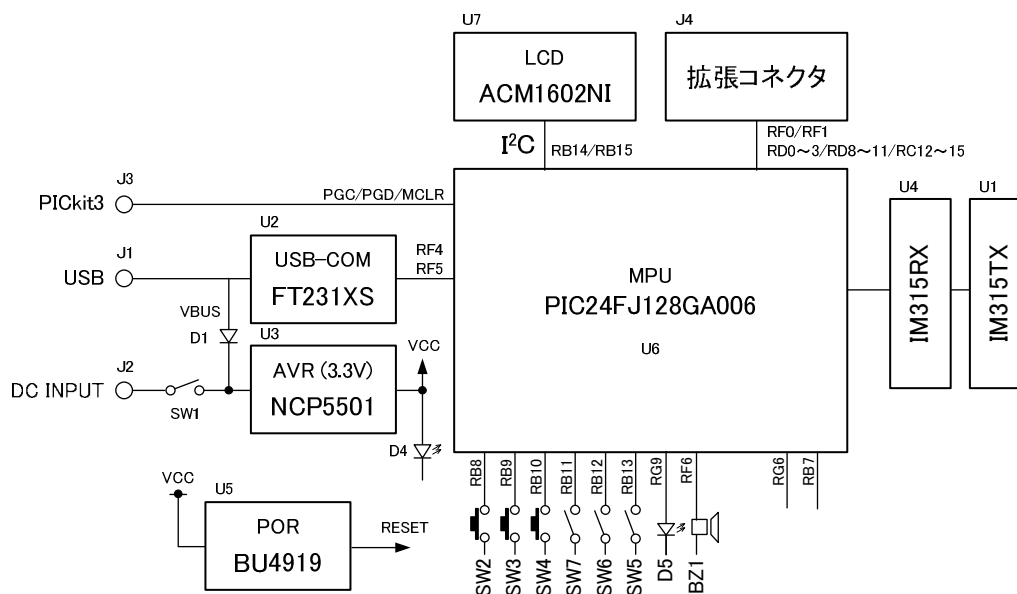 U7
LCD
ACM1602NI
J4
拡張コネクタ
I²C
RB14/RB15
RF0/RF1
RD0～3/RD8～11/RC12～15
J3
PICkit3
PGC/PGD/MCLR
U4
IM315RX
U1
IM315TX
J1
USB
U2
USB-COM
FT231XS
RF4
RF5
MPU
PIC24FJ128GA006
U6
VBUS
D1
J2
DC INPUT
SW1
U3
AVR (3.3V)
NCP5501
VCC
D4
VCC
U5
POR
BU4919
RESET
RB8
RB9
RB10
RB11
RB12
RB13
RG9
RF6
RG6
RB7
SW2
SW3
SW4
SW7
SW6
SW5
D5
BZ1